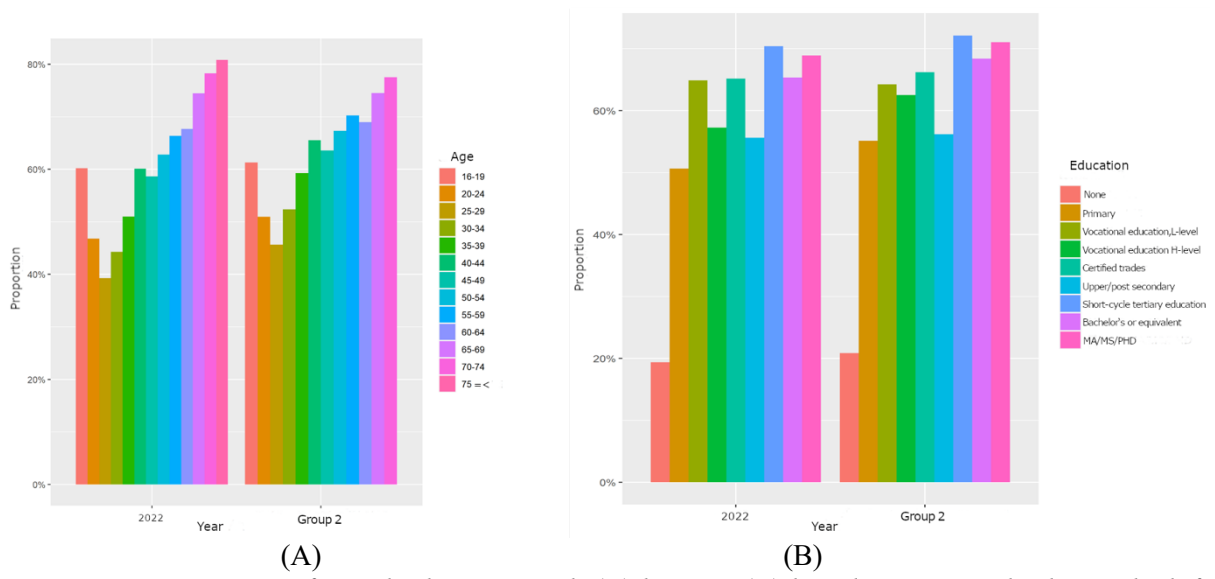 80%
60%
40%
20%
0%
Proportion
2022
Group 2
Year
Age
16-19
20-24
25-29
30-34
35-39
40-44
45-49
50-54
55-59
60-64
65-69
70-74
75 =<
(A)
60%
40%
20%
0%
Proportion
2022
Group 2
Year
Education
None
Primary
Vocational education,L-level
Vocational education H-level
Certified trades
Upper/post secondary
Short-cycle tertiary education
Bachelor's or equivalent
MA/MS/PHD
(B)